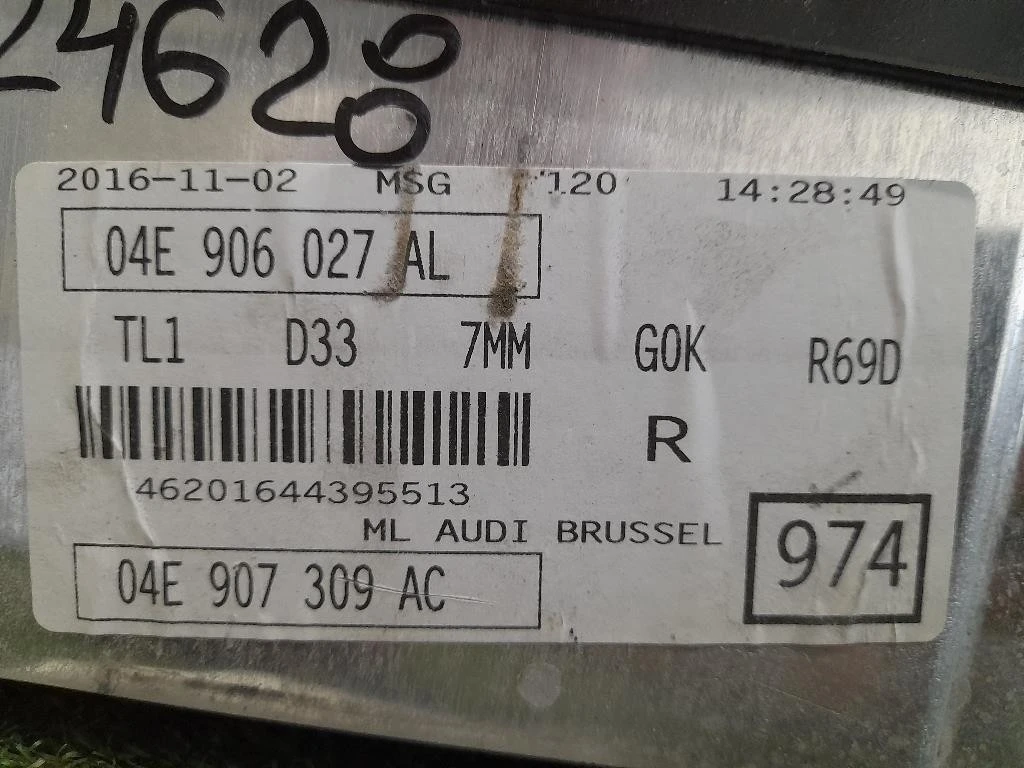 24628
2016-11-02 MSG 120 14:28:49
04E 906 027 AL
TL1 D33 7MM G0K R69D
R
46201644395513
ML AUDI BRUSSEL
974
04E 907 309 AC